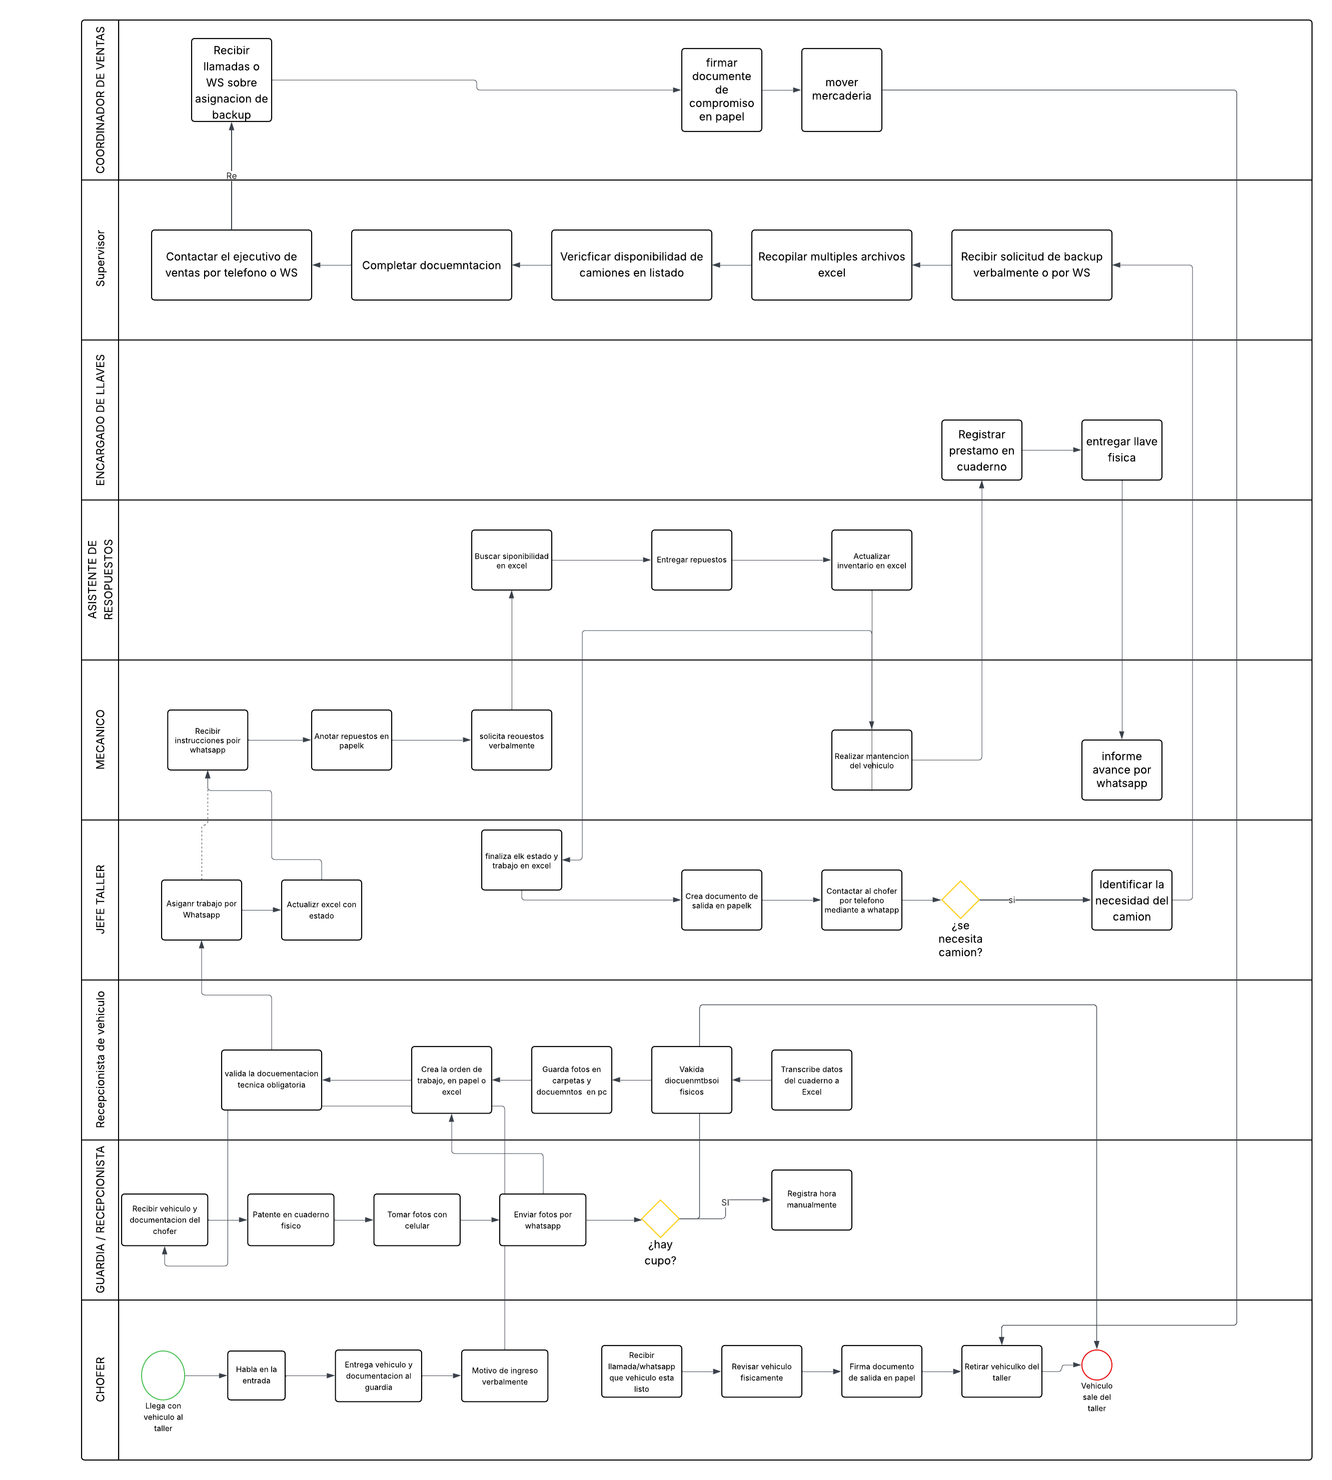 COORDINADOR DE VENTAS
Recibir
llamadas o
WS sobre
asignacion de
backup
firmar
documente
de
compromiso
en papel
mover
mercaderia
Re
Supervisor
Contactar el ejecutivo de
ventas por telefono o WS
Completar docuemntacion
Vericficar disponibilidad de
camiones en listado
Recopilar multiples archivos
excel
Recibir solicitud de backup
verbalmente o por WS
ENCARGADO DE LLAVES
Registrar
prestamo en
cuaderno
entregar llave
fisica
ASISTENTE DE
RESOPUESTOS
Buscar siponibilidad
en excel
Entregar repuestos
Actualizar
inventario en excel
MECANICO
Recibir
instrucciones poir
whatsapp
Anotar repuestos en
papelk
solicita reouestos
verbalmente
Realizar mantencion
del vehiculo
informe
avance por
whatsapp
JEFE TALLER
finaliza elk estado y
trabajo en excel
Asiganr trabajo por
Whatsapp
Actualizr excel con
estado
Crea documento de
salida en papelk
Contactar al chofer
por telefono
mediante a whatapp
¿se
necesita
camion?
si
Identificar la
necesidad del
camion
Recepcionista de vehiculo
valida la docuementacion
tecnica obligatoria
Crea la orden de
trabajo, en papel o
excel
Guarda fotos en
carpetas y
docuemntos en pc
Vakida
diocuenmtbsoi
fisicos
Transcribe datos
del cuaderno a
Excel
GUARDIA / RECEPCIONISTA
Recibir vehiculo y
documentacion del
chofer
Patente en cuaderno
fisico
Tomar fotos con
celular
Enviar fotos por
whatsapp
¿hay
cupo?
SI
Registra hora
manualmente
CHOFER
Llega con
vehiculo al
taller
Habla en la
entrada
Entrega vehiculo y
documentacion al
guardia
Motivo de ingreso
verbalmente
Recibir
llamada/whatsapp
que vehiculo esta
listo
Revisar vehiculo
fisicamente
Firma documento
de salida en papel
Retirar vehiculko del
taller
Vehiculo
sale del
taller